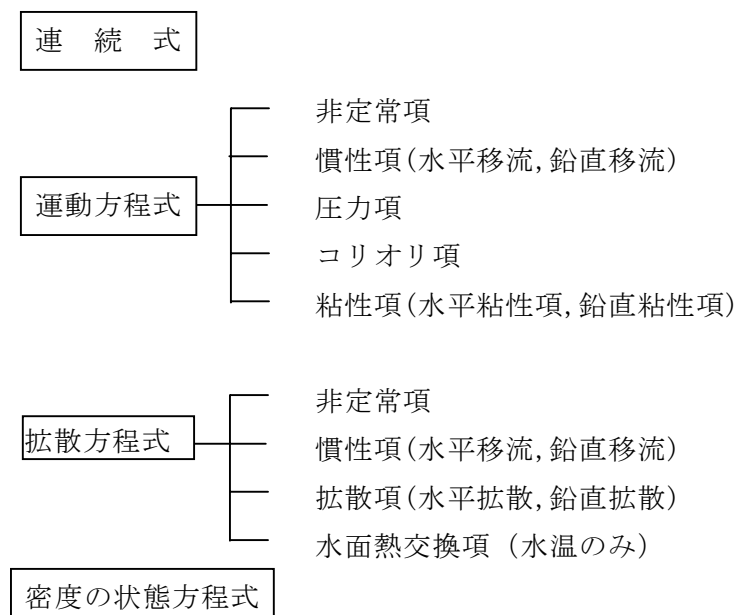 連 続 式
非定常項
慣性項(水平移流,鉛直移流)
運動方程式
圧力項
コリオリ項
粘性項(水平粘性項,鉛直粘性項)
非定常項
拡散方程式
慣性項(水平移流,鉛直移流)
拡散項(水平拡散,鉛直拡散)
水面熱交換項（水温のみ）
密度の状態方程式